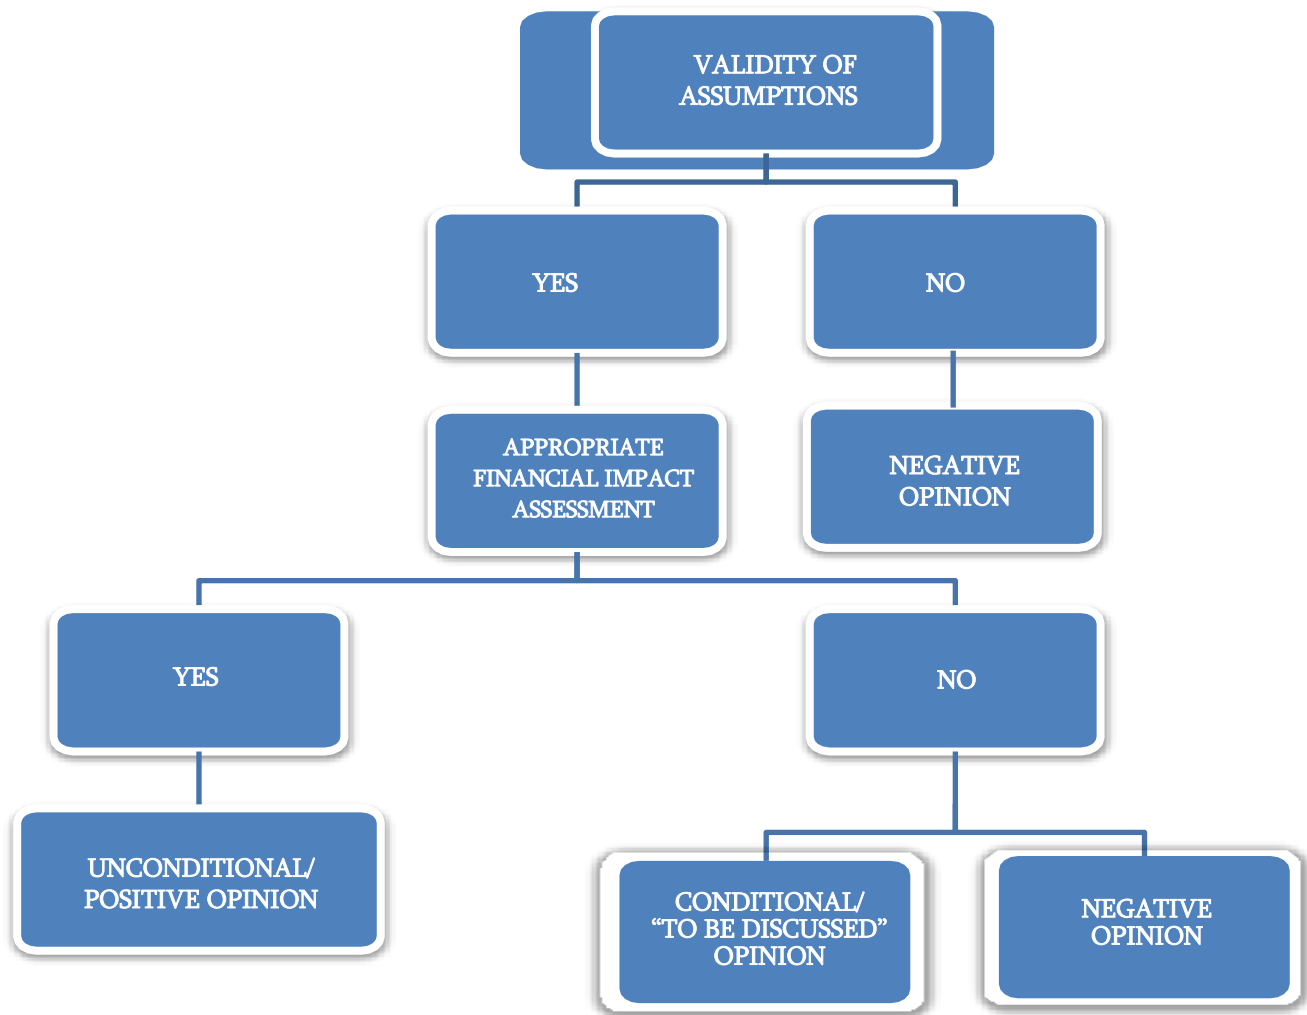 VALIDITY OF
ASSUMPTIONS
YES
NO
APPROPRIATE
FINANCIAL IMPACT
ASSESSMENT
NEGATIVE
OPINION
YES
NO
UNCONDITIONAL/
POSITIVE OPINION
CONDITIONAL/
“TO BE DISCUSSED”
OPINION
NEGATIVE
OPINION